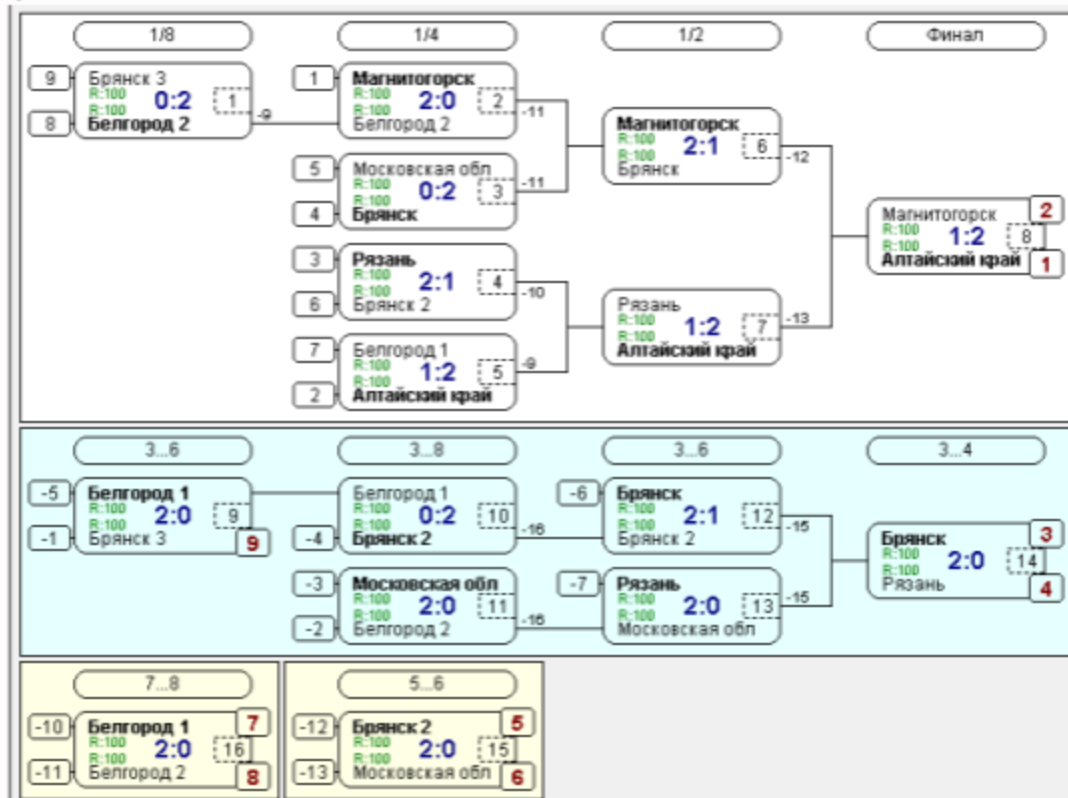 1/8
1/4
1/2
Финал
9
Брянск 3
R:100
0:2
1
R:100
8
Белгород 2
-9
1
Магнитогорск
R:100
2:0
2
R:100
Белгород 2
-11
5
Московская обл
R:100
0:2
3
R:100
4
Брянск
-11
3
Рязань
R:100
2:1
4
R:100
6
Брянск 2
-10
7
Белгород 1
R:100
1:2
5
R:100
2
Алтайский край
-9
Магнитогорск
R:100
2:1
6
R:100
Брянск
-12
Рязань
R:100
1:2
7
R:100
Алтайский край
-13
Магнитогорск
2
R:100
1:2
8
R:100
Алтайский край
1
3...6
3...8
3...6
3...4
-5
Белгород 1
R:100
2:0
9
R:100
-1
Брянск 3
9
Белгород 1
R:100
0:2
10
R:100
-4
Брянск 2
-16
-3
Московская обл
R:100
2:0
11
R:100
-2
Белгород 2
-16
-6
Брянск
R:100
2:1
12
R:100
Брянск 2
-15
-7
Рязань
R:100
2:0
13
R:100
Московская обл
-15
Брянск
3
R:100
2:0
14
R:100
Рязань
4
7...8
5...6
-10
Белгород 1
7
R:100
2:0
16
R:100
-11
Белгород 2
8
-12
Брянск 2
5
R:100
2:0
15
R:100
-13
Московская обл
6